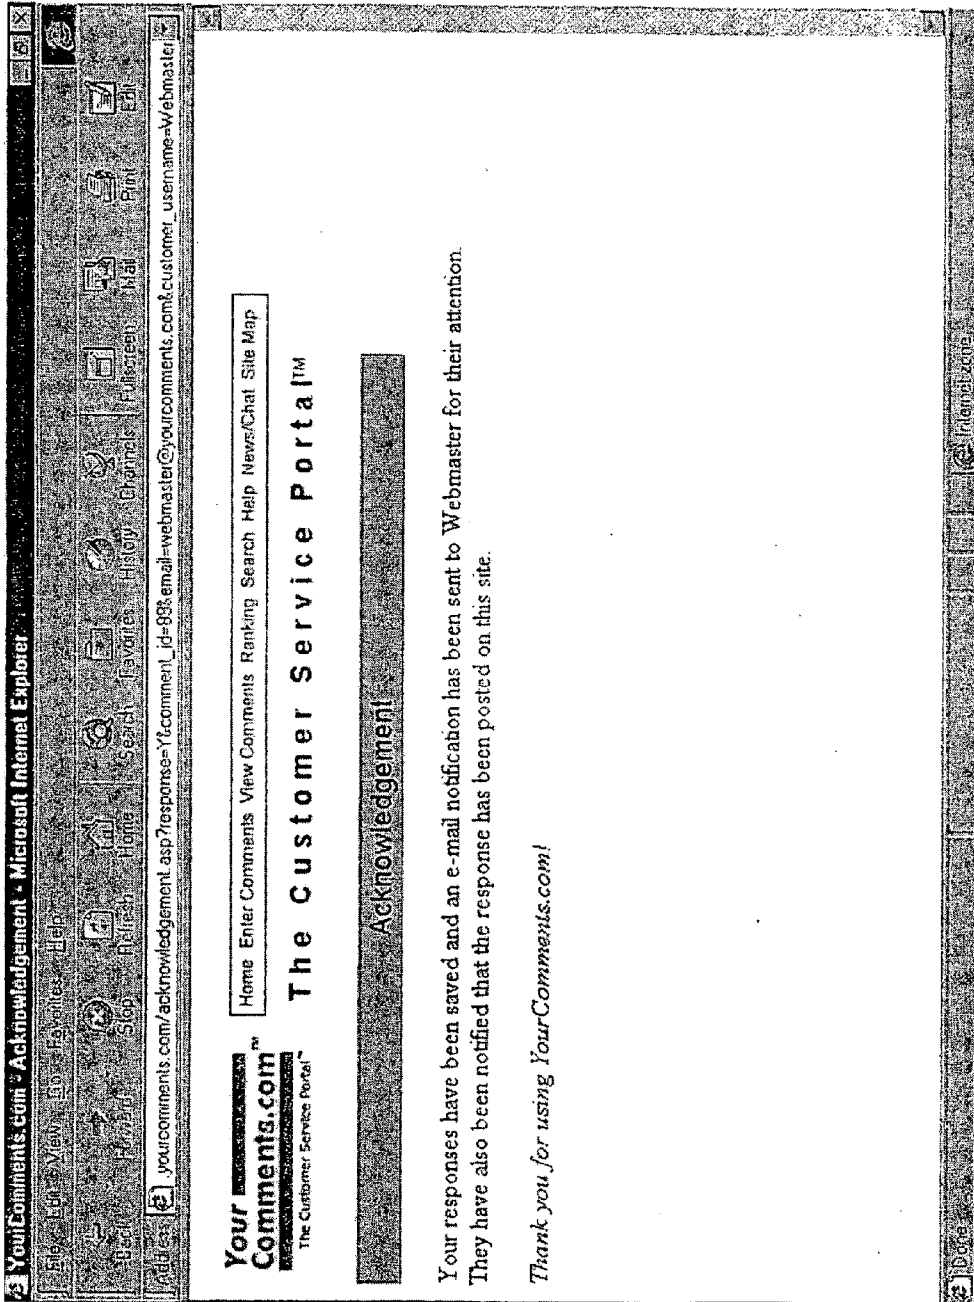 YourComments.com - Acknowledgement - Microsoft Internet Explorer
File Edit View Go Favorites Help
Back Forward Stop Refresh Home Search Favorites History Channels Fullscreen Mail Print Edit
Address .yourcomments.com/acknowledgement.asp?response=Y&comment_id=89&email=webmaster@yourcomments.com&customer_username=Webmaster
Your
Comments.com™
The Customer Service Portal™
Home Enter Comments View Comments Ranking Search Help News/Chat Site Map
The Customer Service Portal™
Acknowledgement
Your responses have been saved and an e-mail notification has been sent to Webmaster for their attention.
They have also been notified that the response has been posted on this site.
Thank you for using YourComments.com!
Done
Internet zone